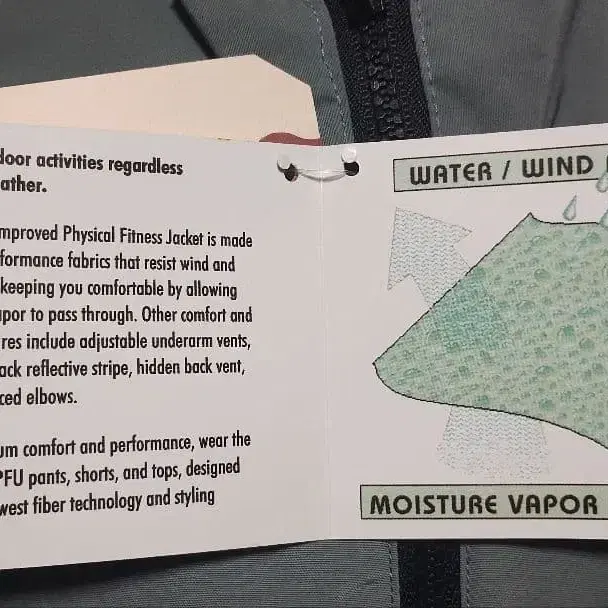 door activities regardless
ather.
mproved Physical Fitness Jacket is made
formance fabrics that resist wind and
keeping you comfortable by allowing
por to pass through. Other comfort and
res include adjustable underarm vents,
ack reflective stripe, hidden back vent,
ced elbows.
um comfort and performance, wear the
PFU pants, shorts, and tops, designed
west fiber technology and styling
WATER / WIND
MOISTURE VAPOR